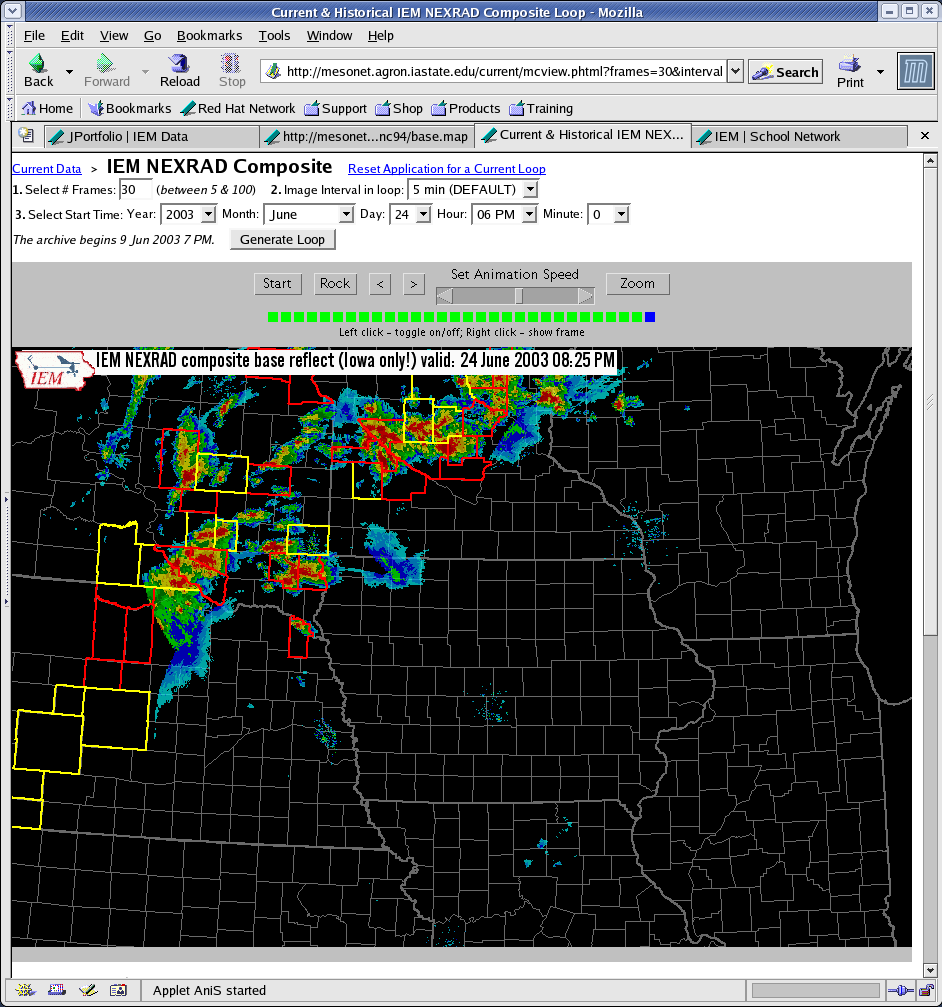 Current & Historical IEM NEXRAD Composite Loop - Mozilla
File Edit View Go Bookmarks Tools Window Help
Back Forward Reload Stop http://mesonet.agron.iastate.edu/current/mcview.phtml?frames=30&interval Search Print
Home Bookmarks Red Hat Network Support Shop Products Training
JPortfolio | IEM Data http://mesonet...nc94/base.map Current & Historical IEM NEX... IEM | School Network
Current Data > IEM NEXRAD Composite Reset Application for a Current Loop
1. Select # Frames: 30 (between 5 & 100) 2. Image Interval in loop: 5 min (DEFAULT)
3. Select Start Time: Year: 2003 Month: June Day: 24 Hour: 06 PM Minute: 0
The archive begins 9 Jun 2003 7 PM. Generate Loop
Set Animation Speed
Start Rock < > Zoom
Left click - toggle on/off; Right click - show frame
IEM IEM NEXRAD composite base reflect (Iowa only!) valid. 24 June 2003 08:25 PM
Applet AniS started